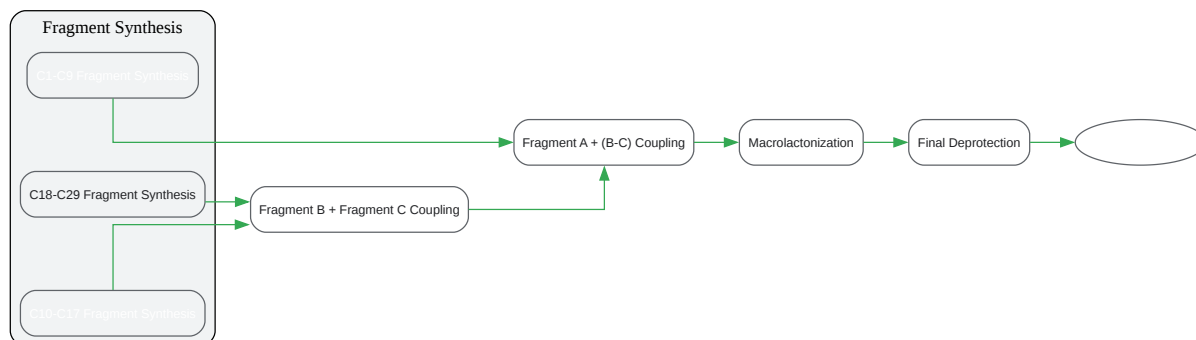 Fragment Synthesis
C1-C9 Fragment Synthesis
Fragment A + (B-C) Coupling
Macrolactonization
Final Deprotection
C18-C29 Fragment Synthesis
Fragment B + Fragment C Coupling
C10-C17 Fragment Synthesis